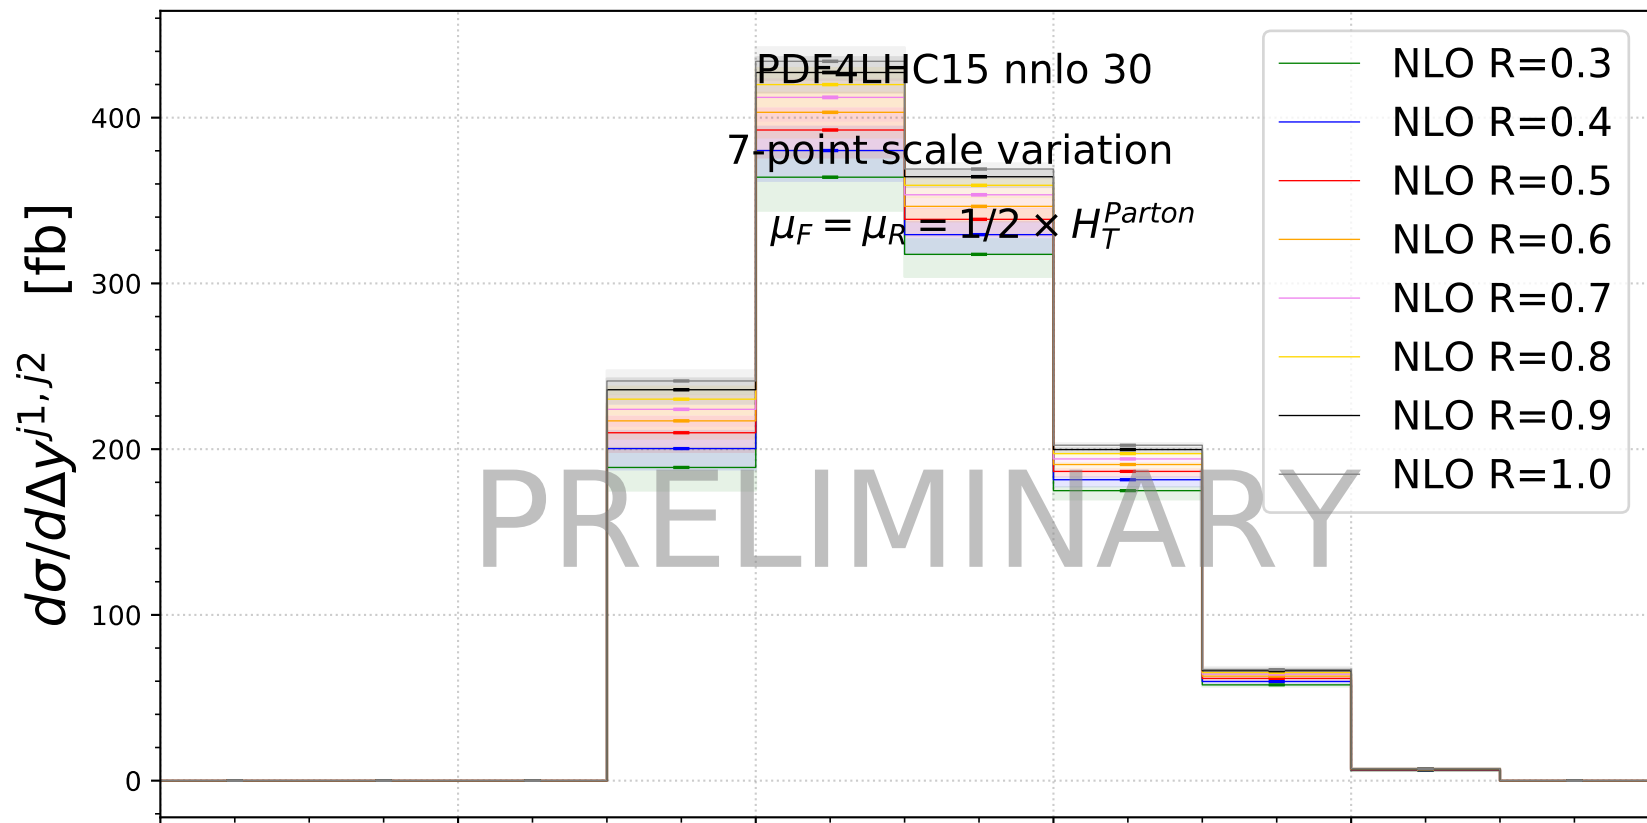 PDF4LHC15 nnlo 30
7-point scale variation
μ_F = μ_R = 1/2 × H_T^{Parton}
NLO R=0.3
NLO R=0.4
NLO R=0.5
NLO R=0.6
NLO R=0.7
NLO R=0.8
NLO R=0.9
NLO R=1.0
dσ/dΔy^{j1, j2} [fb]
400
300
200
100
0
PRELIMINARY